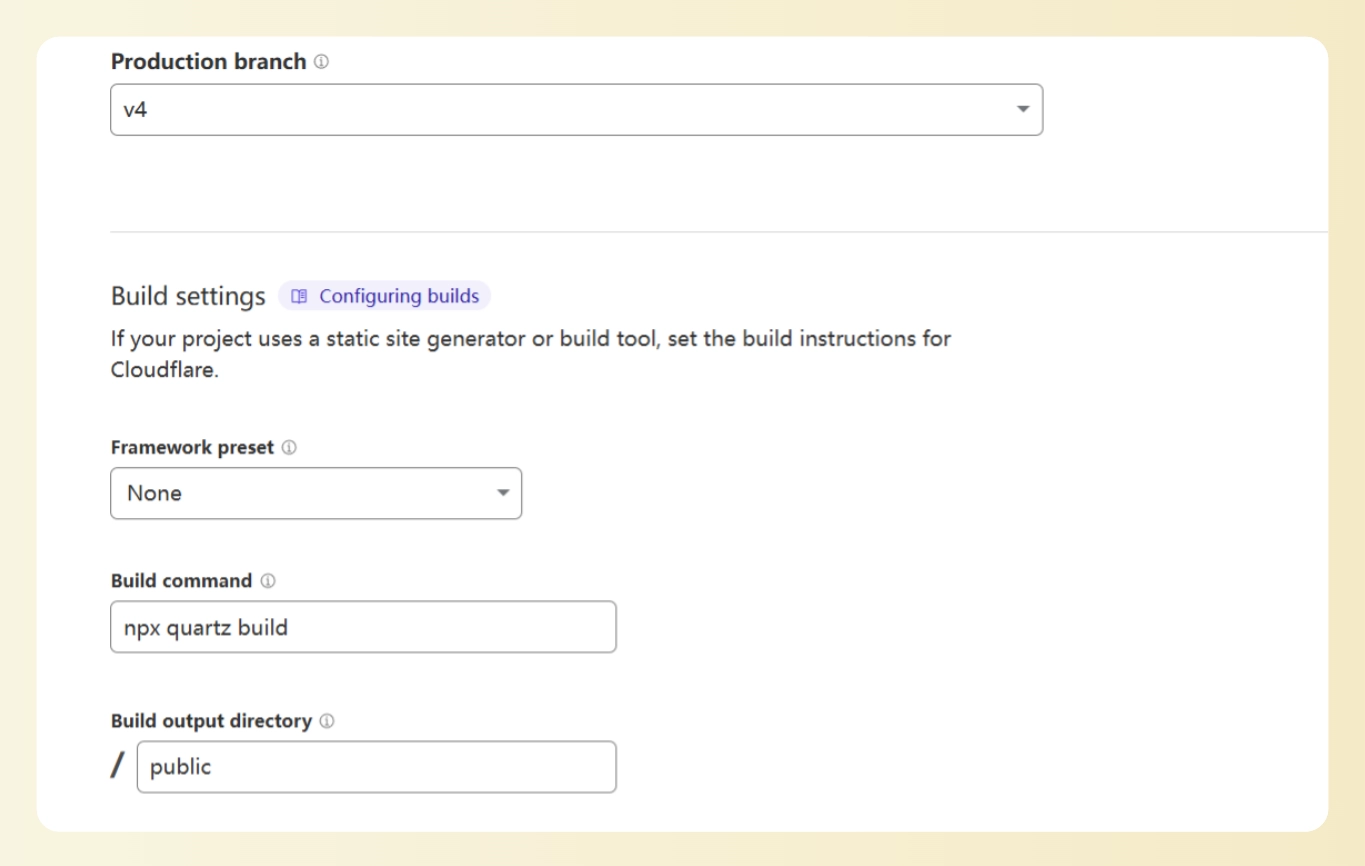 Production branch
v4
Build settings
Configuring builds
If your project uses a static site generator or build tool, set the build instructions for
Cloudflare.
Framework preset
None
Build command
npx quartz build
Build output directory
/
public